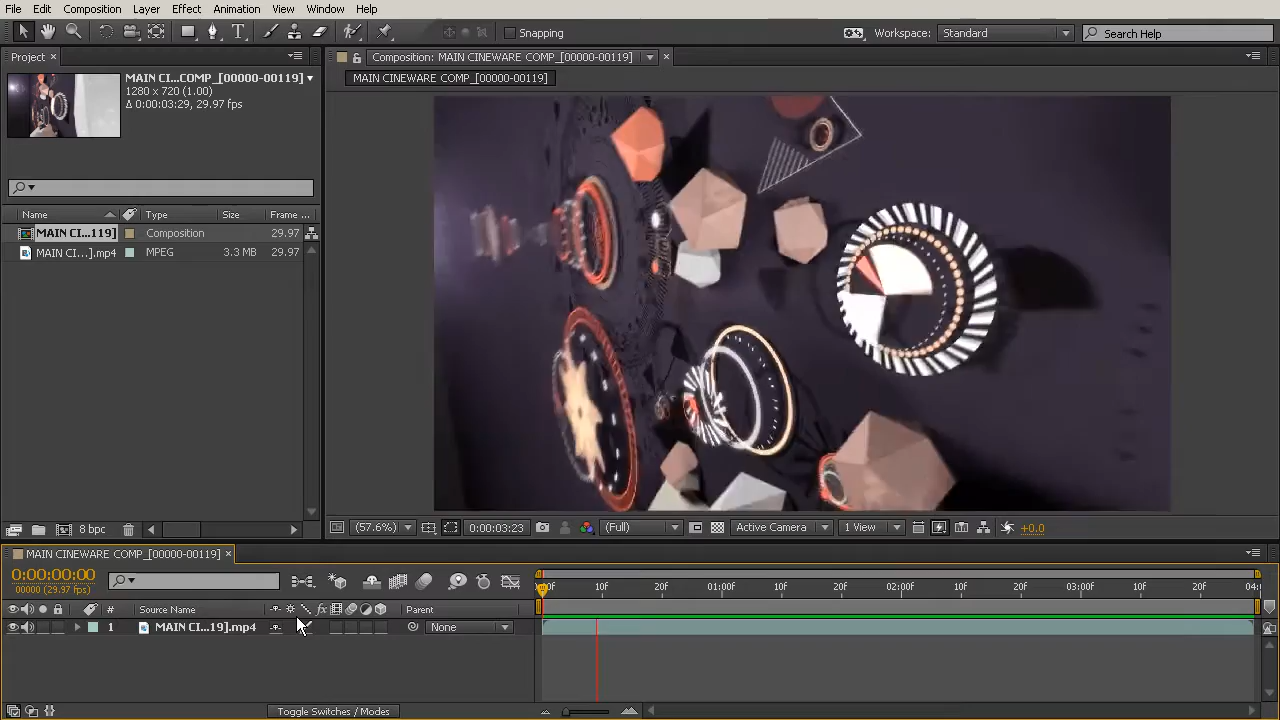 File Edit Composition Layer Effect Animation View Window Help
T Snapping Workspace: Standard Search Help
Project × Composition: MAIN CINEWARE COMP_[00000-00119] ×
MAIN CINEWARE COMP_[00000-00119]
MAIN CI...COMP_[00000-00119]
1280 x 720 (1.00)
Δ 0:00:03:29, 29.97 fps
Name Type Size Frame ...
MAIN CI...119] Composition 29.97
MAIN CI...].mp4 MPEG 3.3 MB 29.97
8 bpc
(57.6%) 0:00:03:23 (Full) Active Camera 1 View +0.0
MAIN CINEWARE COMP_[00000-00119] ×
0:00:00:00
00000 (29.97 fps)
:00f 10f 20f 01:00f 10f 20f 02:00f 10f 20f 03:00f 10f 20f 04:0
# Source Name fx Parent
1 MAIN CI...19].mp4 None
Toggle Switches / Modes